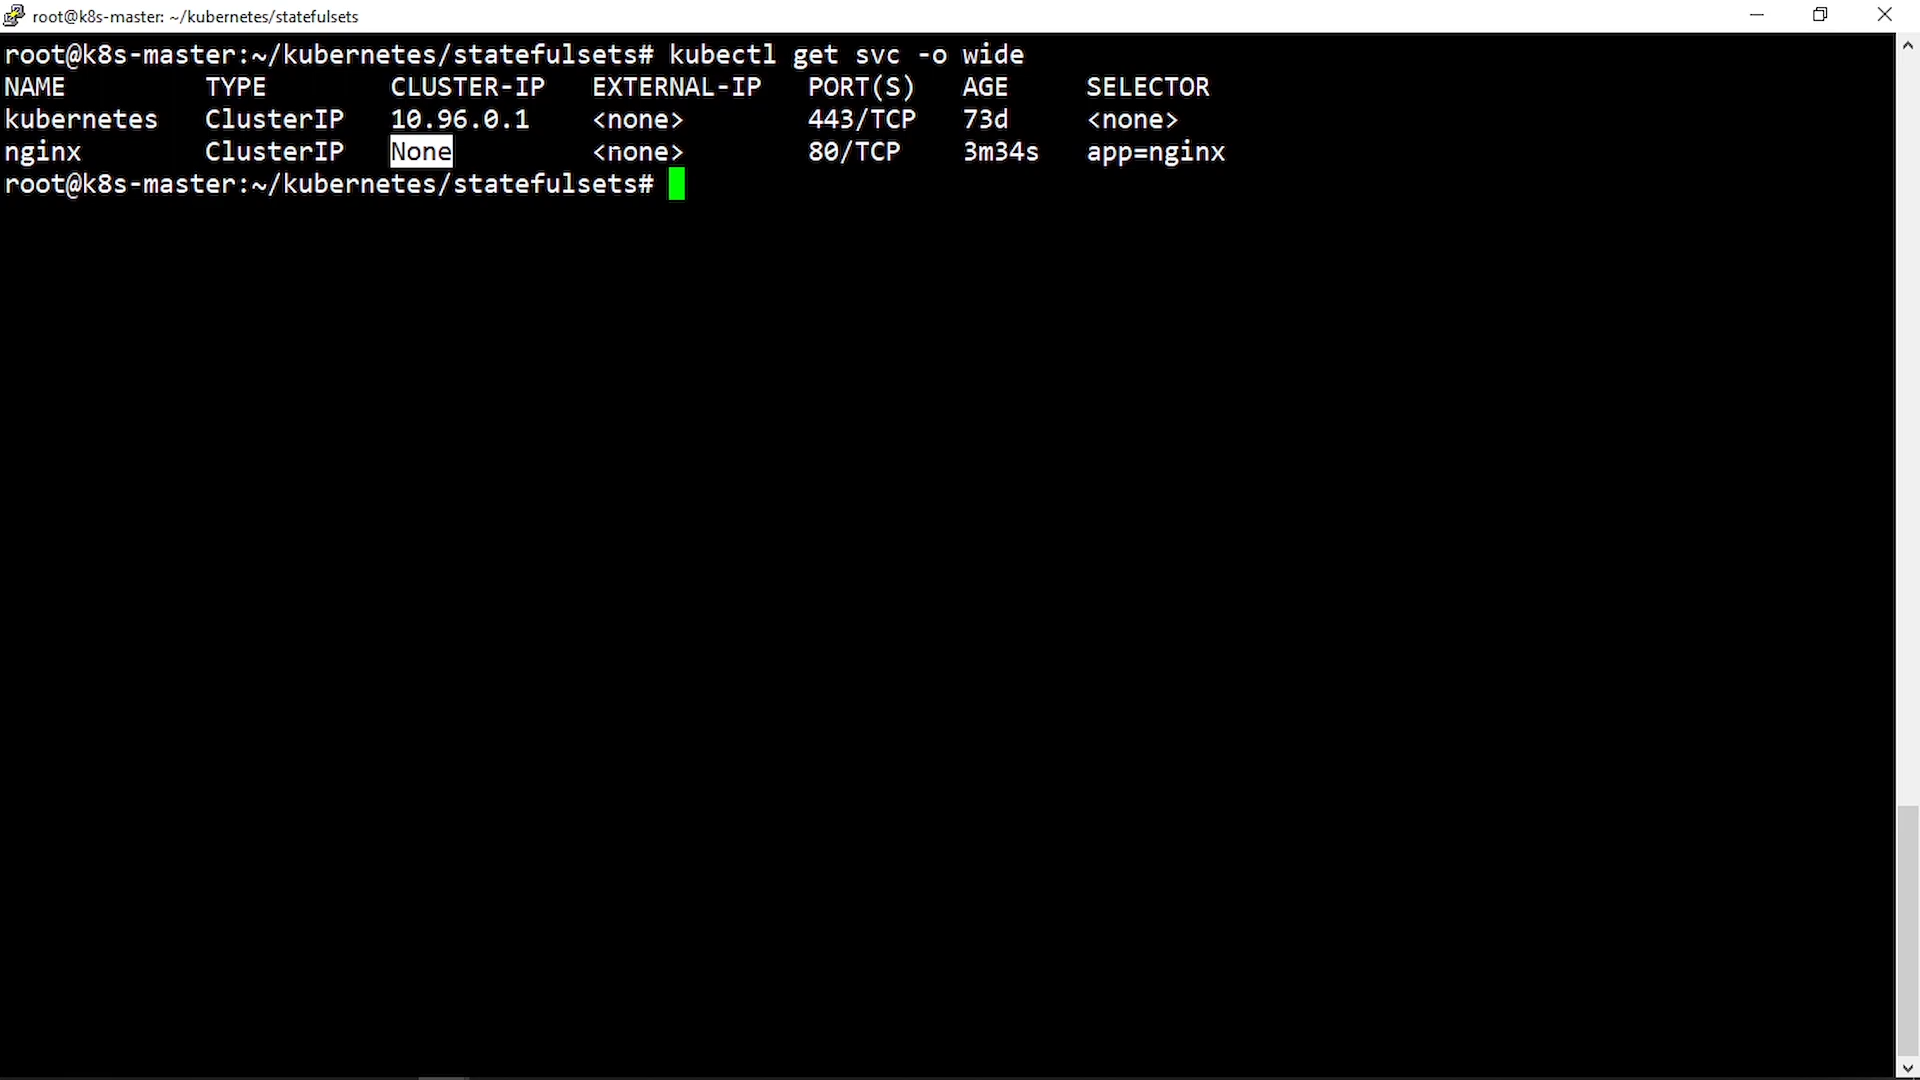 root@k8s-master: ~/kubernetes/statefulsets
root@k8s-master:~/kubernetes/statefulsets# kubectl get svc -o wide
NAME         TYPE        CLUSTER-IP   EXTERNAL-IP   PORT(S)   AGE     SELECTOR
kubernetes   ClusterIP   10.96.0.1    <none>        443/TCP   73d     <none>
nginx        ClusterIP   None         <none>        80/TCP    3m34s   app=nginx
root@k8s-master:~/kubernetes/statefulsets#